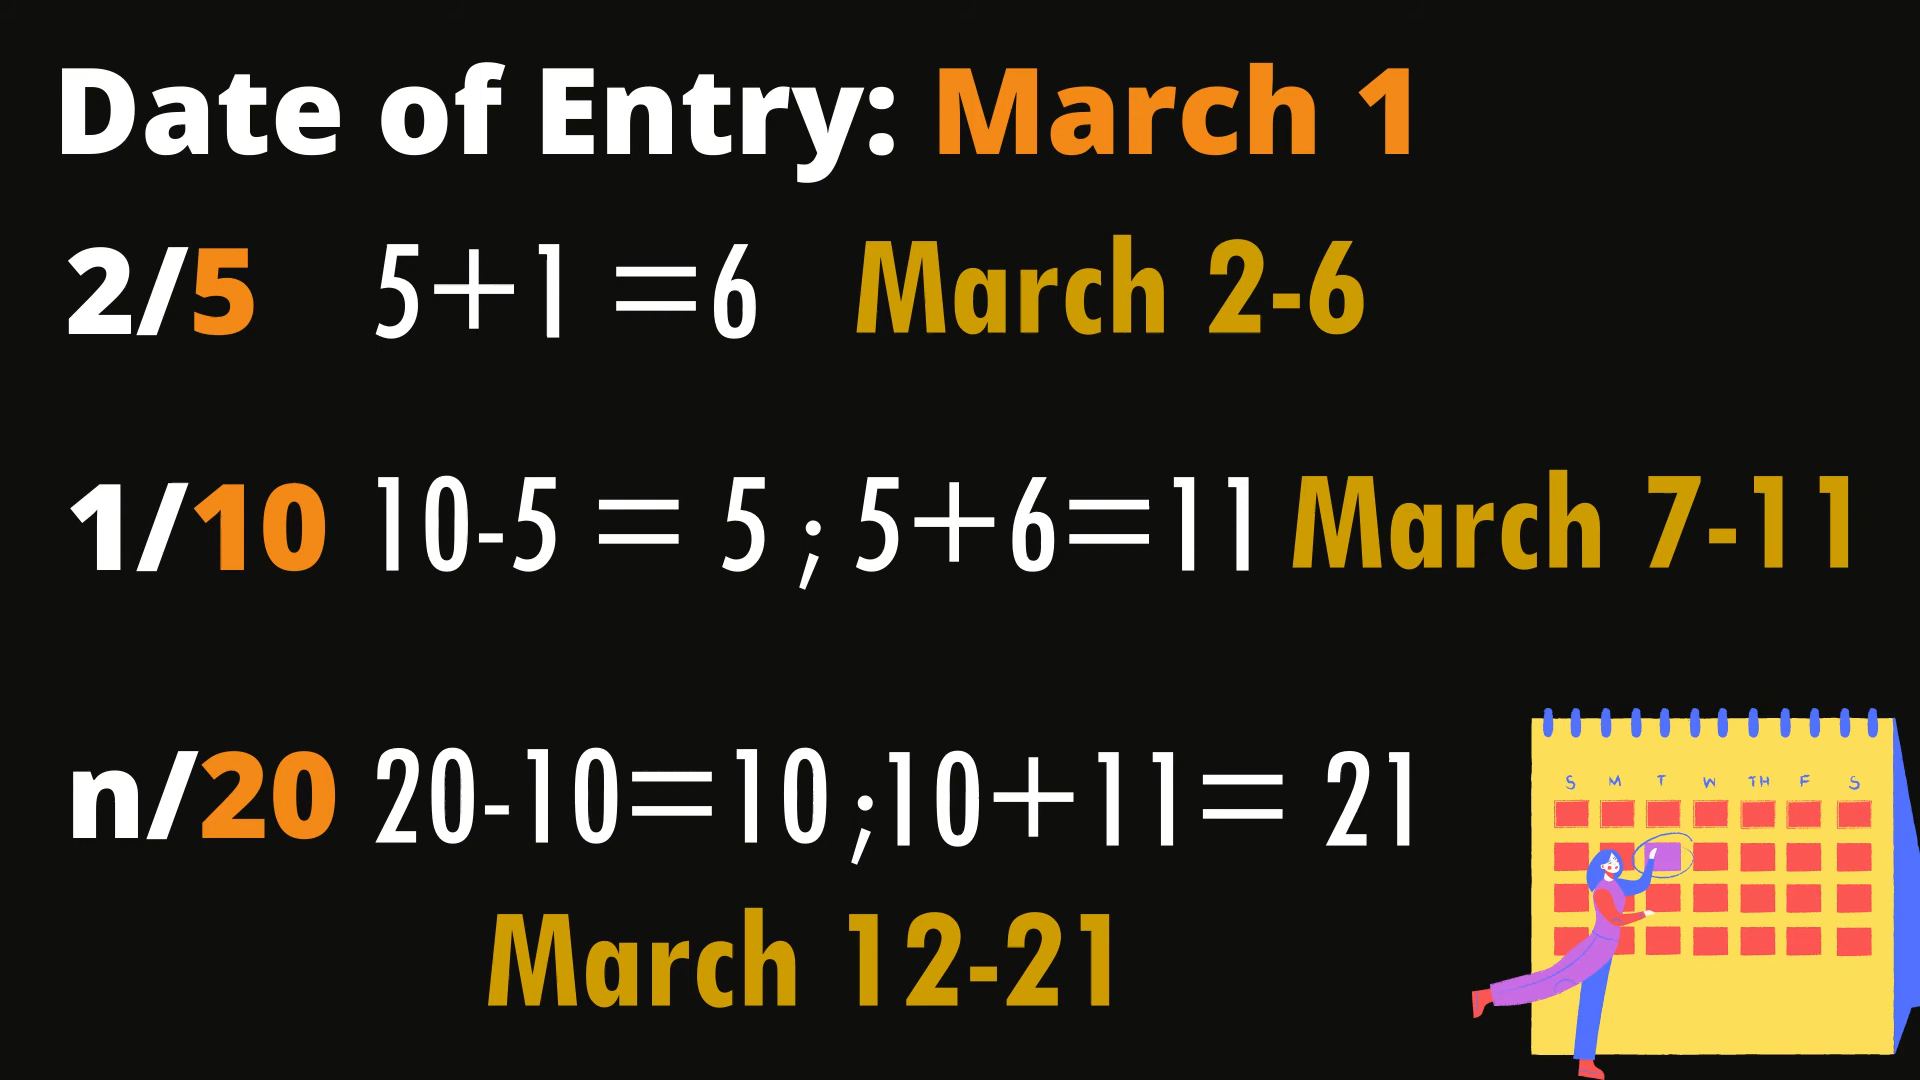 Date of Entry: March 1
2/5 5+1 =6 March 2-6
1/10 10-5 = 5 ; 5+6=11 March 7-11
n/20 20-10=10 ;10+11= 21
March 12-21
S M T W TH F S